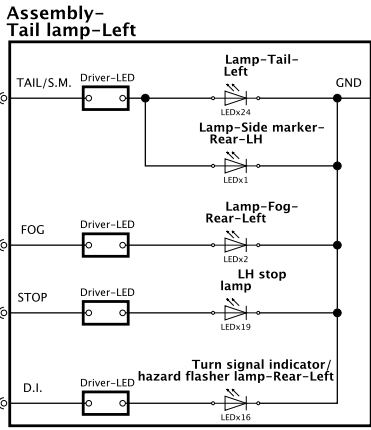 Assembly-
Tail lamp-Left
TAIL/S.M.
Driver-LED
Lamp-Tail-
Left
LEDx24
GND
Lamp-Side marker-
Rear-LH
LEDx1
FOG
Driver-LED
Lamp-Fog-
Rear-Left
LEDx2
STOP
Driver-LED
LH stop
lamp
LEDx19
D.I.
Driver-LED
Turn signal indicator/
hazard flasher lamp-Rear-Left
LEDx16